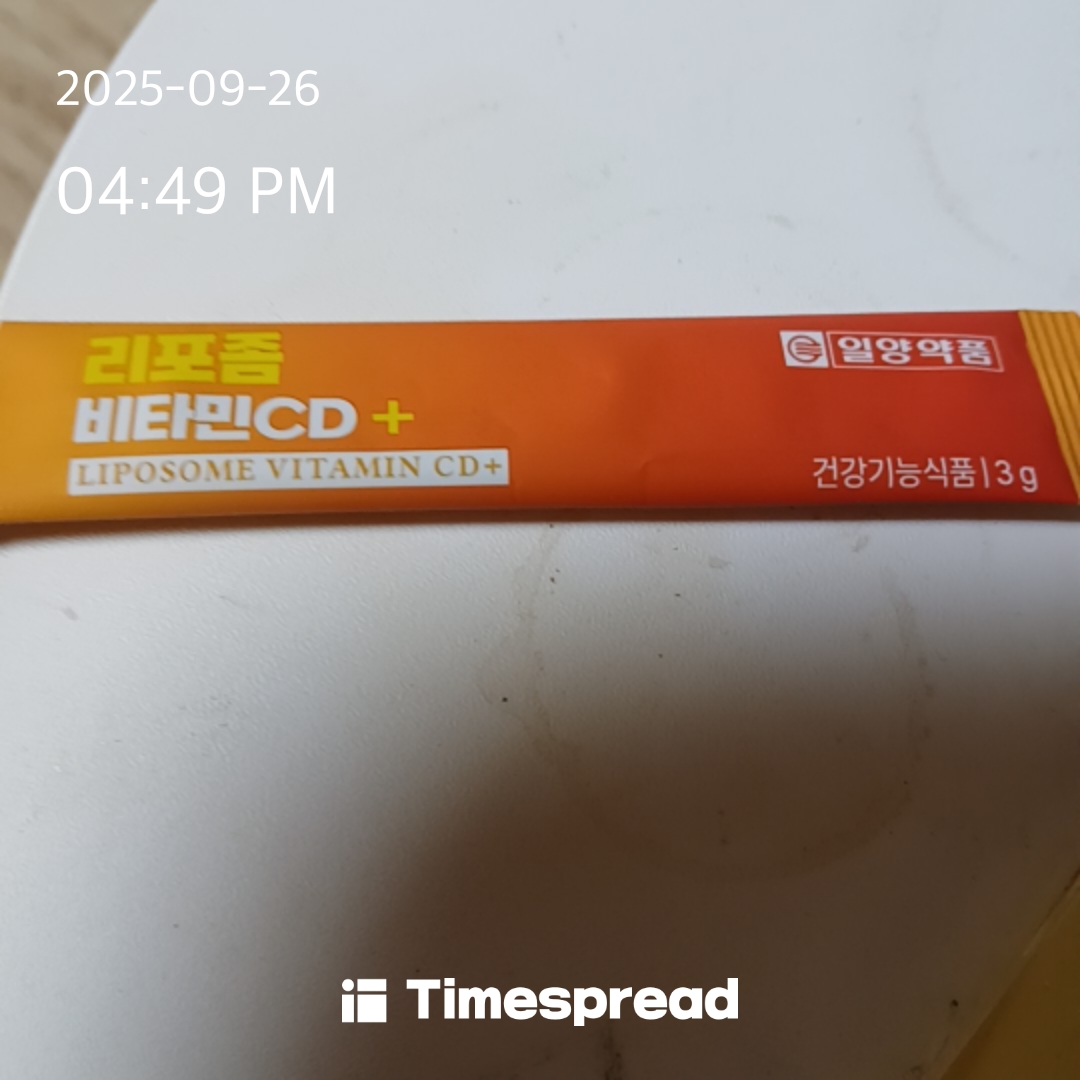 2025-09-26
04:49 PM
리포좀
비타민CD +
LIPOSOME VITAMIN CD+
일양약품
건강기능식품 | 3 g
Timespread